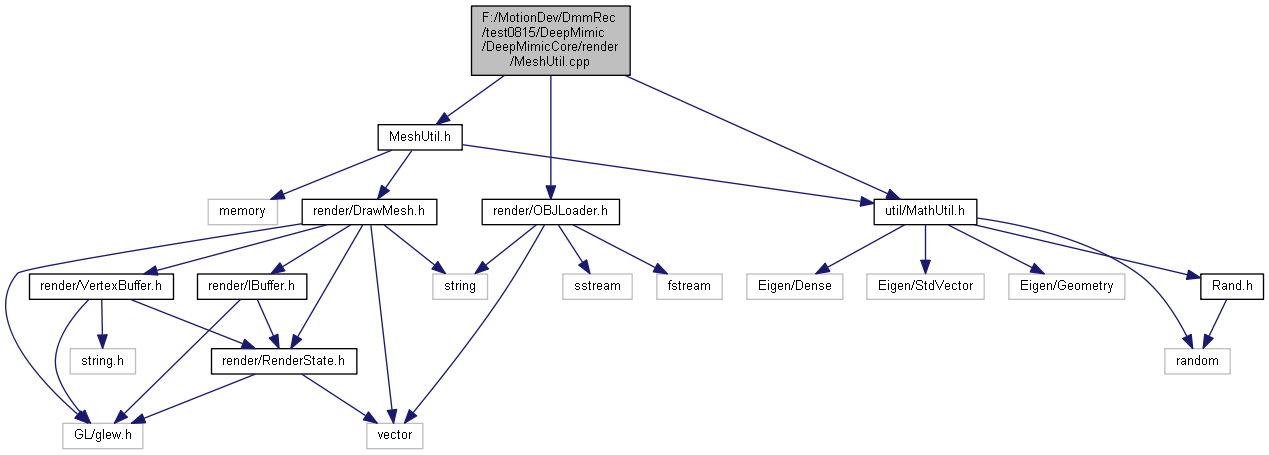 F:/MotionDev/DmmRec
/test0815/DeepMimic
/DeepMimicCore/render
/MeshUtil.cpp
MeshUtil.h
memory
render/DrawMesh.h
render/OBJLoader.h
util/MathUtil.h
render/VertexBuffer.h
render/IBuffer.h
string
sstream
fstream
Eigen/Dense
Eigen/StdVector
Eigen/Geometry
Rand.h
string.h
render/RenderState.h
random
GL/glew.h
vector